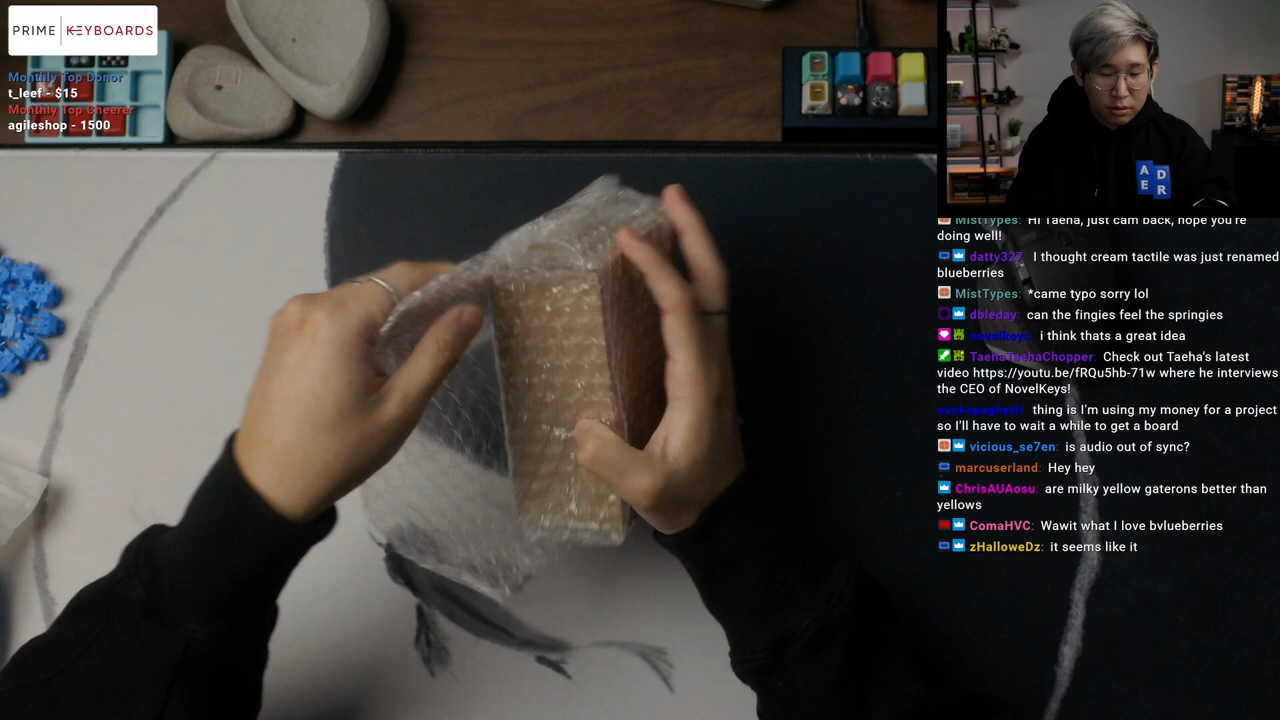 PRIME KEYBOARDS
Monthly Top Donor
t_leef - $15
Monthly Top Cheerer
agileshop - 1500
A D
E R
MistTypes: Hi Taeha, just cam back, hope you're
doing well!
datty327: I thought cream tactile was just renamed
blueberries
MistTypes: *came typo sorry lol
dbleday: can the fingies feel the springies
novelkeys: i think thats a great idea
TaehaTaehaChopper: Check out Taeha's latest
video https://youtu.be/fRQu5hb-71w where he interviews
the CEO of NovelKeys!
thing is I'm using my money for a project
so I'll have to wait a while to get a board
vicious_se7en: is audio out of sync?
marcuserland: Hey hey
ChrisAUAosu: are milky yellow gaterons better than
yellows
ComaHVC: Wawit what I love bvlueberries
zHalloweDz: it seems like it